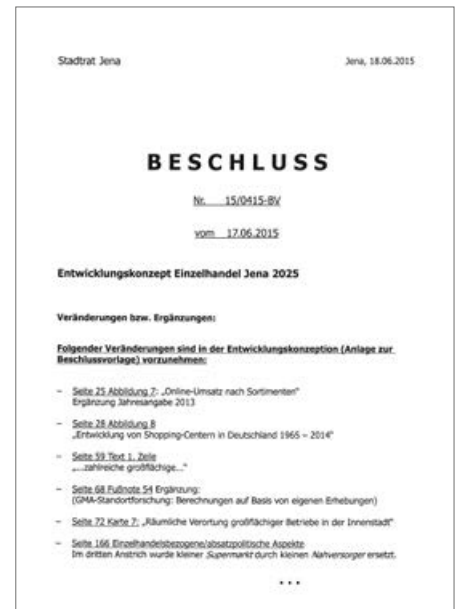 Stadtrat Jena
Jena, 18.06.2015
BESCHLUSS
Nr. 15/0415-BV
vom 17.06.2015
Entwicklungskonzept Einzelhandel Jena 2025
Veränderungen bzw. Ergänzungen:
Folgender Veränderungen sind in der Entwicklungskonzeption (Anlage zur
Beschlussvorlage) vorzunehmen:
– Seite 25 Abbildung 7: „Online-Umsatz nach Sortimenten"
Ergänzung Jahresangabe 2013
– Seite 28 Abbildung 8
„Entwicklung von Shopping-Centern in Deutschland 1965 – 2014"
– Seite 59 Text 1. Zeile
„...zahlreiche großflächige..."
– Seite 68 Fußnote 54 Ergänzung:
(GMA-Standortforschung: Berechnungen auf Basis von eigenen Erhebungen)
– Seite 72 Karte 7: „Räumliche Verortung großflächiger Betriebe in der Innenstadt"
– Seite 166 Einzelhandelsbezogene/absatzpolitische Aspekte
Im dritten Anstrich wurde kleiner Supermarkt durch kleinen Nahversorger ersetzt.
...